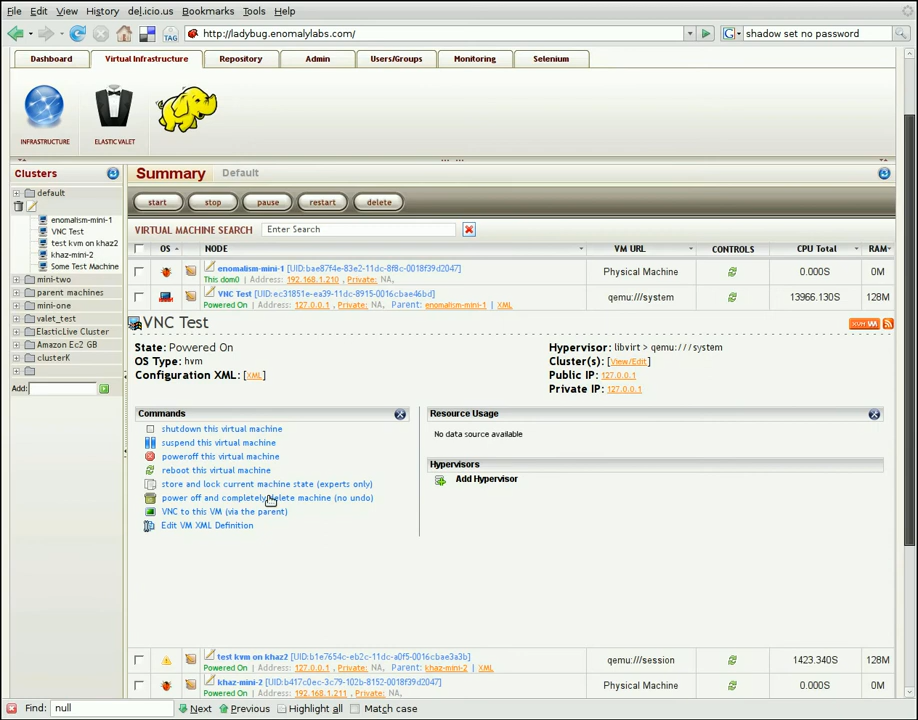 File Edit View History del.icio.us Bookmarks Tools Help
TAG http://ladybug.enomalylabs.com/ G shadow set no password
Dashboard Virtual Infrastructure Repository Admin Users/Groups Monitoring Selenium
INFRASTRUCTURE ELASTIC VALET
Clusters
default
enomalism-mini-1
VNC Test
test kvm on khaz2
khaz-mini-2
Some Test Machine
mini-two
parent machines
mini-one
valet_test
ElasticLive Cluster
Amazon Ec2 GB
clusterK
Add:
Summary Default
start stop pause restart delete
VIRTUAL MACHINE SEARCH Enter Search
OS NODE VM URL CONTROLS CPU Total RAM
enomalism-mini-1 [UID:bae87f4e-83e2-11dc-8f8c-0018f39d2047] Physical Machine 0.000S 0M
This dom0 | Address: 192.168.1.210, Private: NA,
VNC Test [UID:ec31851e-ea39-11dc-8915-0016cbae46bd] qemu:///system 13966.130S 128M
Powered On | Address: 127.0.0.1, Private: NA, Parent: enomalism-mini-1 | XML
VNC Test
State: Powered On
OS Type: hvm
Configuration XML: [XML]
Hypervisor: libvirt > qemu:///system
Cluster(s): [View/Edit]
Public IP: 127.0.0.1
Private IP: 127.0.0.1
Commands
shutdown this virtual machine
suspend this virtual machine
poweroff this virtual machine
reboot this virtual machine
store and lock current machine state (experts only)
power off and completely delete machine (no undo)
VNC to this VM (via the parent)
Edit VM XML Definition
Resource Usage
No data source available
Hypervisors
Add Hypervisor
test kvm on khaz2 [UID:b1e7654c-eb2c-11dc-a0f5-0016cbae3a3b] qemu:///session 1423.340S 128M
Powered On | Address: 127.0.0.1, Private: NA, Parent: khaz-mini-2 | XML
khaz-mini-2 [UID:b417c0ec-3c79-102b-8152-0018f39d2047] Physical Machine 0.000S 0M
Powered On | Address: 192.168.1.211, Private: NA,
Find: null Next Previous Highlight all Match case